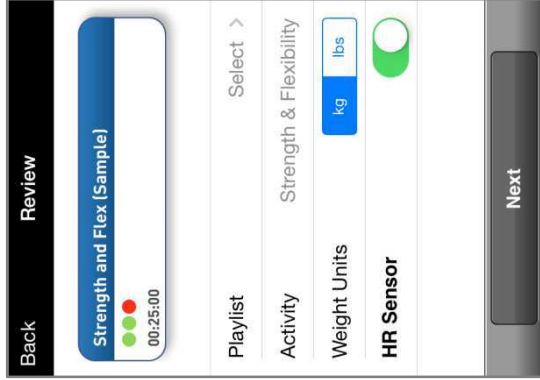 Back Review
Strength and Flex (Sample)
00:25:00
Playlist Select >
Activity Strength & Flexibility
Weight Units kg lbs
HR Sensor
Next